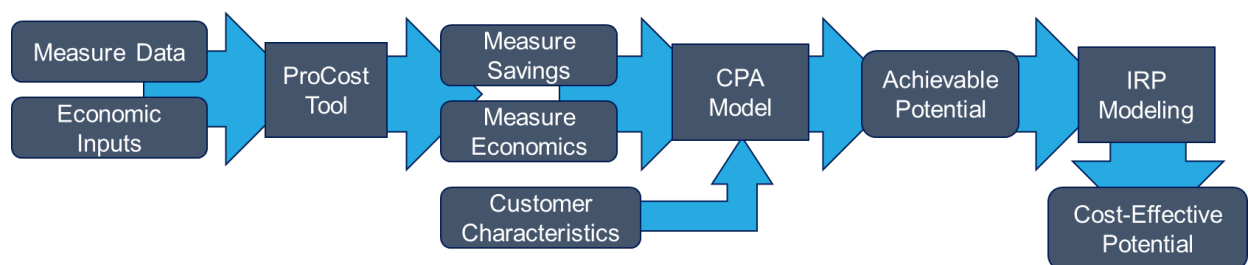 Measure Data
Economic
Inputs
ProCost
Tool
Measure
Savings
Measure
Economics
Customer
Characteristics
CPA
Model
Achievable
Potential
IRP
Modeling
Cost-Effective
Potential